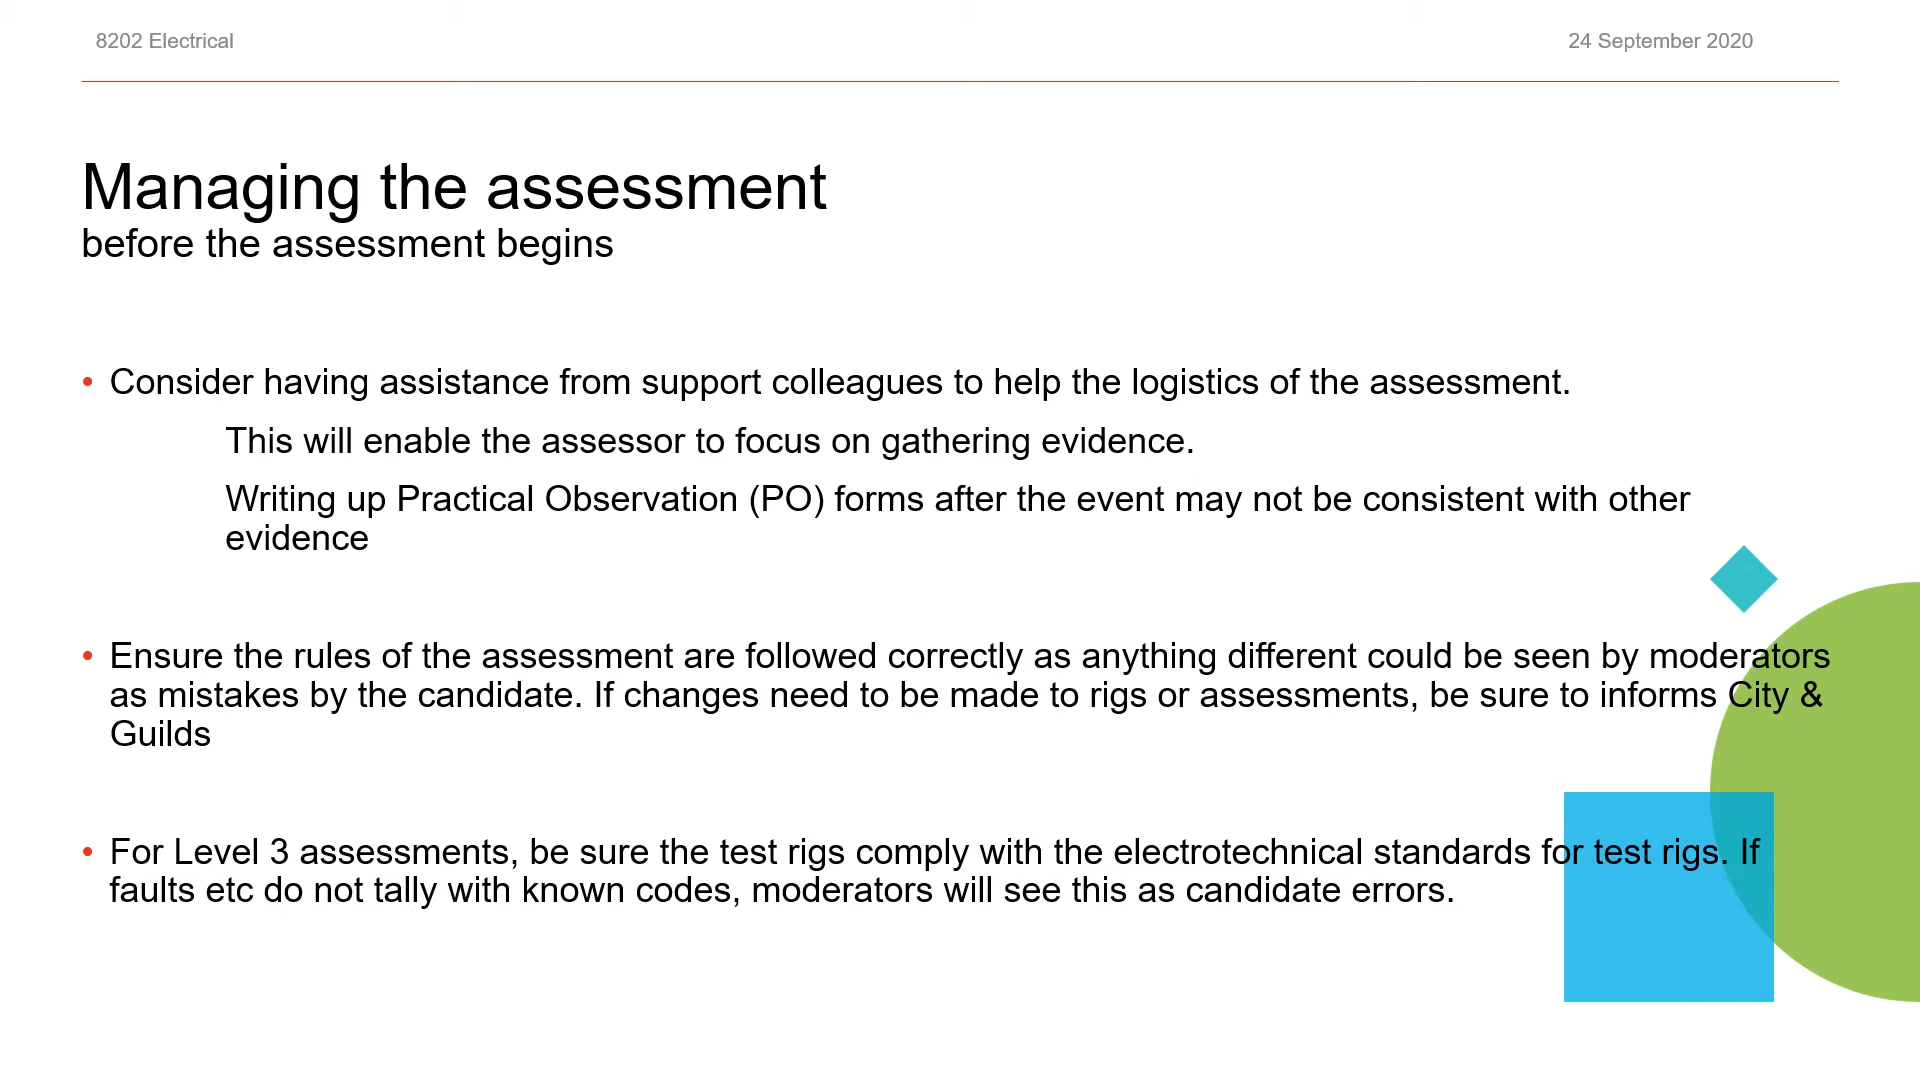 8202 Electrical
24 September 2020
Managing the assessment
before the assessment begins
• Consider having assistance from support colleagues to help the logistics of the assessment.
This will enable the assessor to focus on gathering evidence.
Writing up Practical Observation (PO) forms after the event may not be consistent with other
evidence
• Ensure the rules of the assessment are followed correctly as anything different could be seen by moderators
as mistakes by the candidate. If changes need to be made to rigs or assessments, be sure to informs City &
Guilds
• For Level 3 assessments, be sure the test rigs comply with the electrotechnical standards for test rigs. If
faults etc do not tally with known codes, moderators will see this as candidate errors.